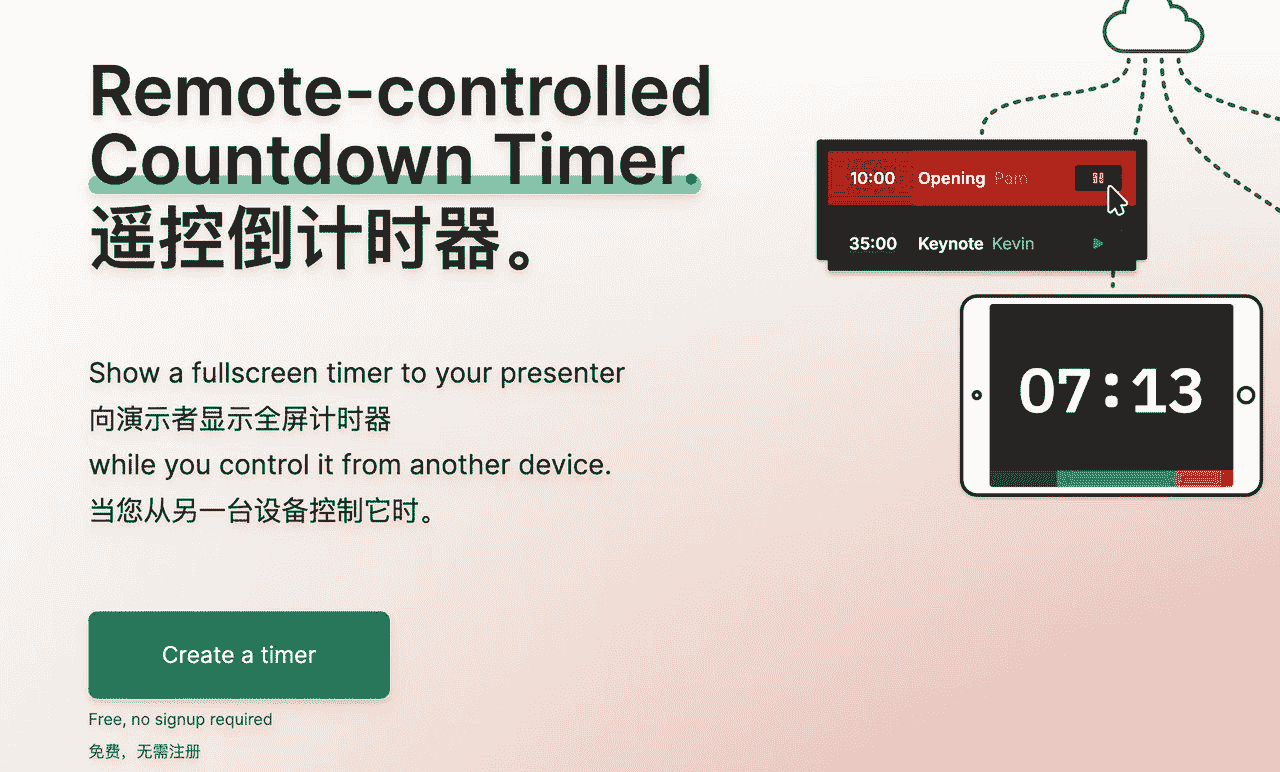 Remote-controlled
Countdown Timer.
遥控倒计时器。
10:00 Opening Pam
35:00 Keynote Kevin
07:13
Show a fullscreen timer to your presenter
向演示者显示全屏计时器
while you control it from another device.
当您从另一台设备控制它时。
Create a timer
Free, no signup required
免费，无需注册